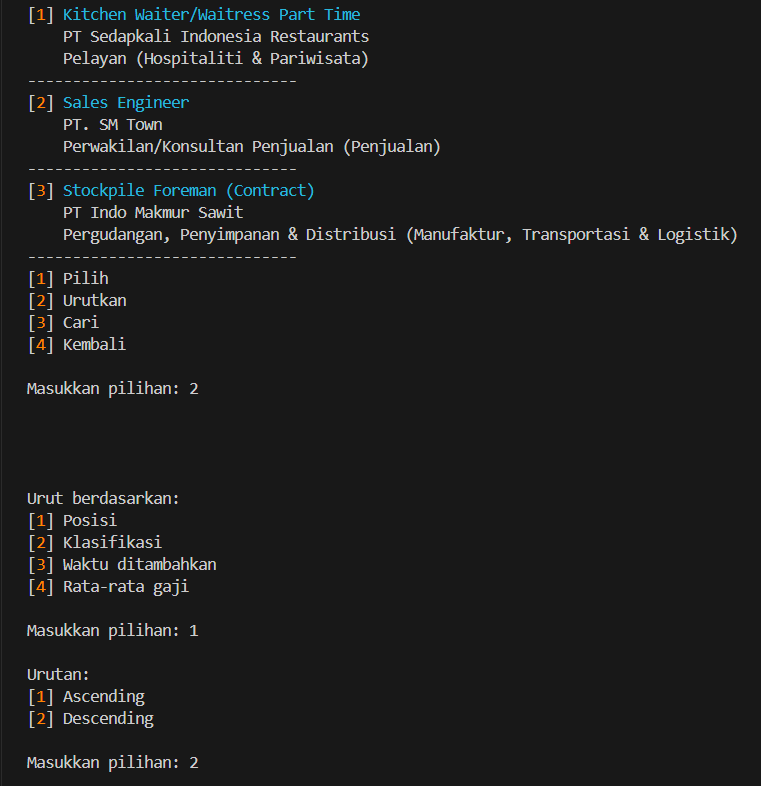 [1] Kitchen Waiter/Waitress Part Time
PT Sedapkali Indonesia Restaurants
Pelayan (Hospitaliti & Pariwisata)
------------------------------
[2] Sales Engineer
PT. SM Town
Perwakilan/Konsultan Penjualan (Penjualan)
------------------------------
[3] Stockpile Foreman (Contract)
PT Indo Makmur Sawit
Pergudangan, Penyimpanan & Distribusi (Manufaktur, Transportasi & Logistik)
------------------------------
[1] Pilih
[2] Urutkan
[3] Cari
[4] Kembali
Masukkan pilihan: 2
Urut berdasarkan:
[1] Posisi
[2] Klasifikasi
[3] Waktu ditambahkan
[4] Rata-rata gaji
Masukkan pilihan: 1
Urutan:
[1] Ascending
[2] Descending
Masukkan pilihan: 2